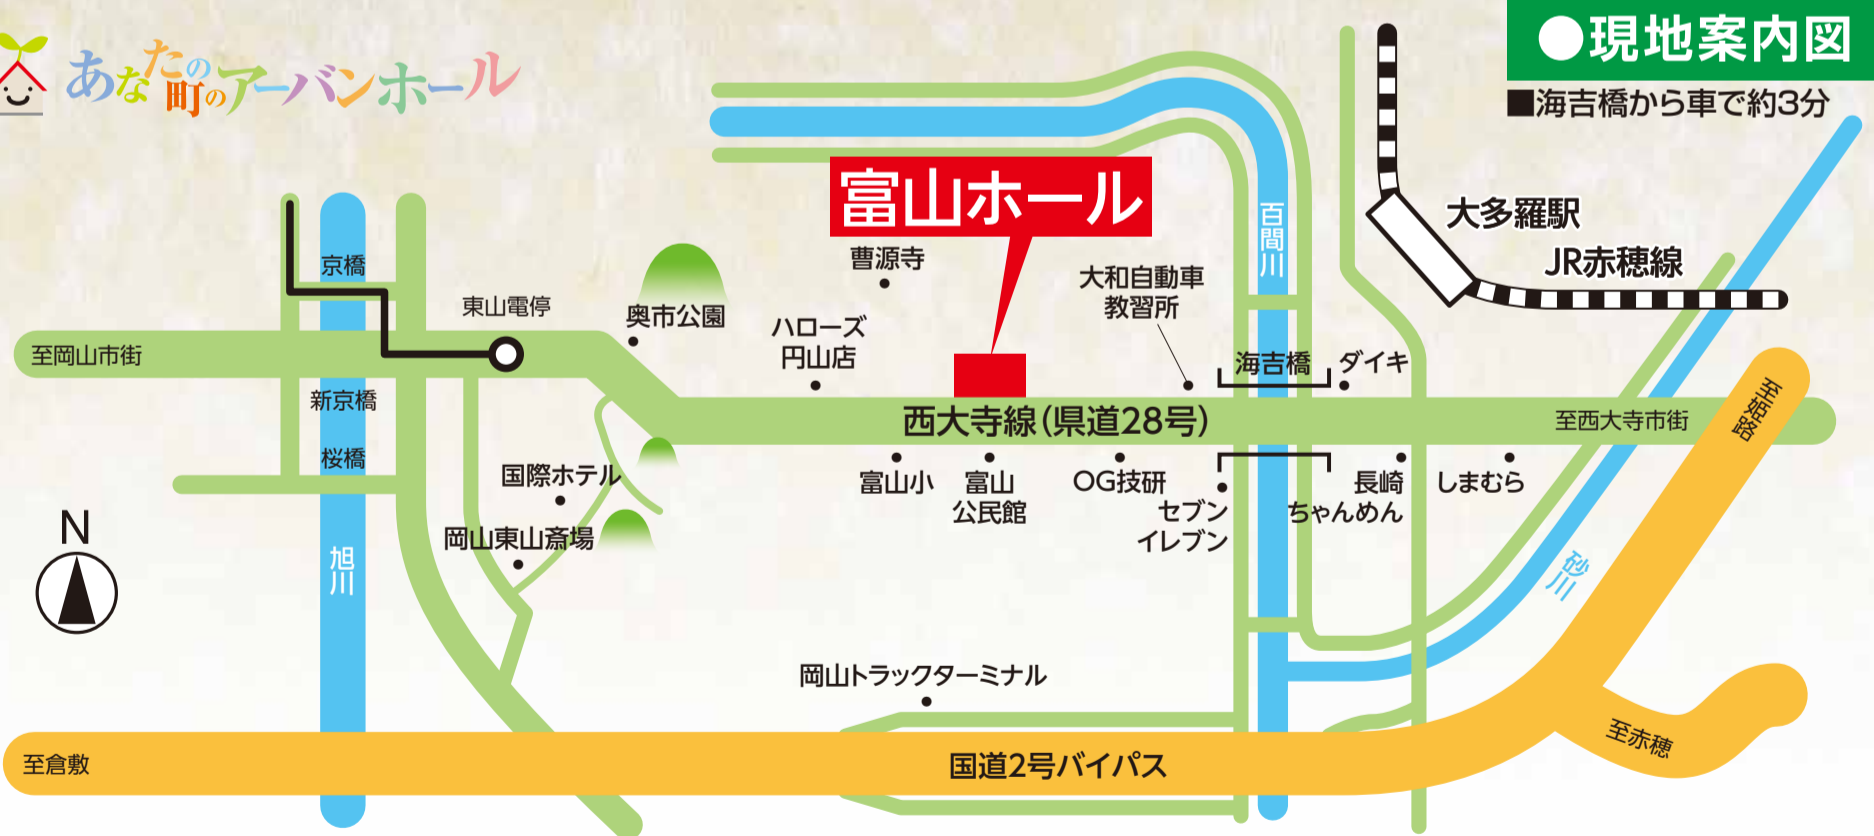 あなたの町のアーバンホール
●現地案内図
■海吉橋から車で約3分
富山ホール
百間川
大多羅駅
JR赤穂線
京橋
東山電停
奥市公園
曹源寺
大和自動車
教習所
ハローズ
円山店
至岡山市街
海吉橋
ダイキ
新京橋
西大寺線(県道28号)
至西大寺市街
至姫路
桜橋
国際ホテル
富山小
富山
公民館
OG技研
セブン
イレブン
長崎
ちゃんめん
しまむら
N
岡山東山斎場
旭川
砂川
岡山トラックターミナル
至倉敷
国道2号バイパス
至赤穂